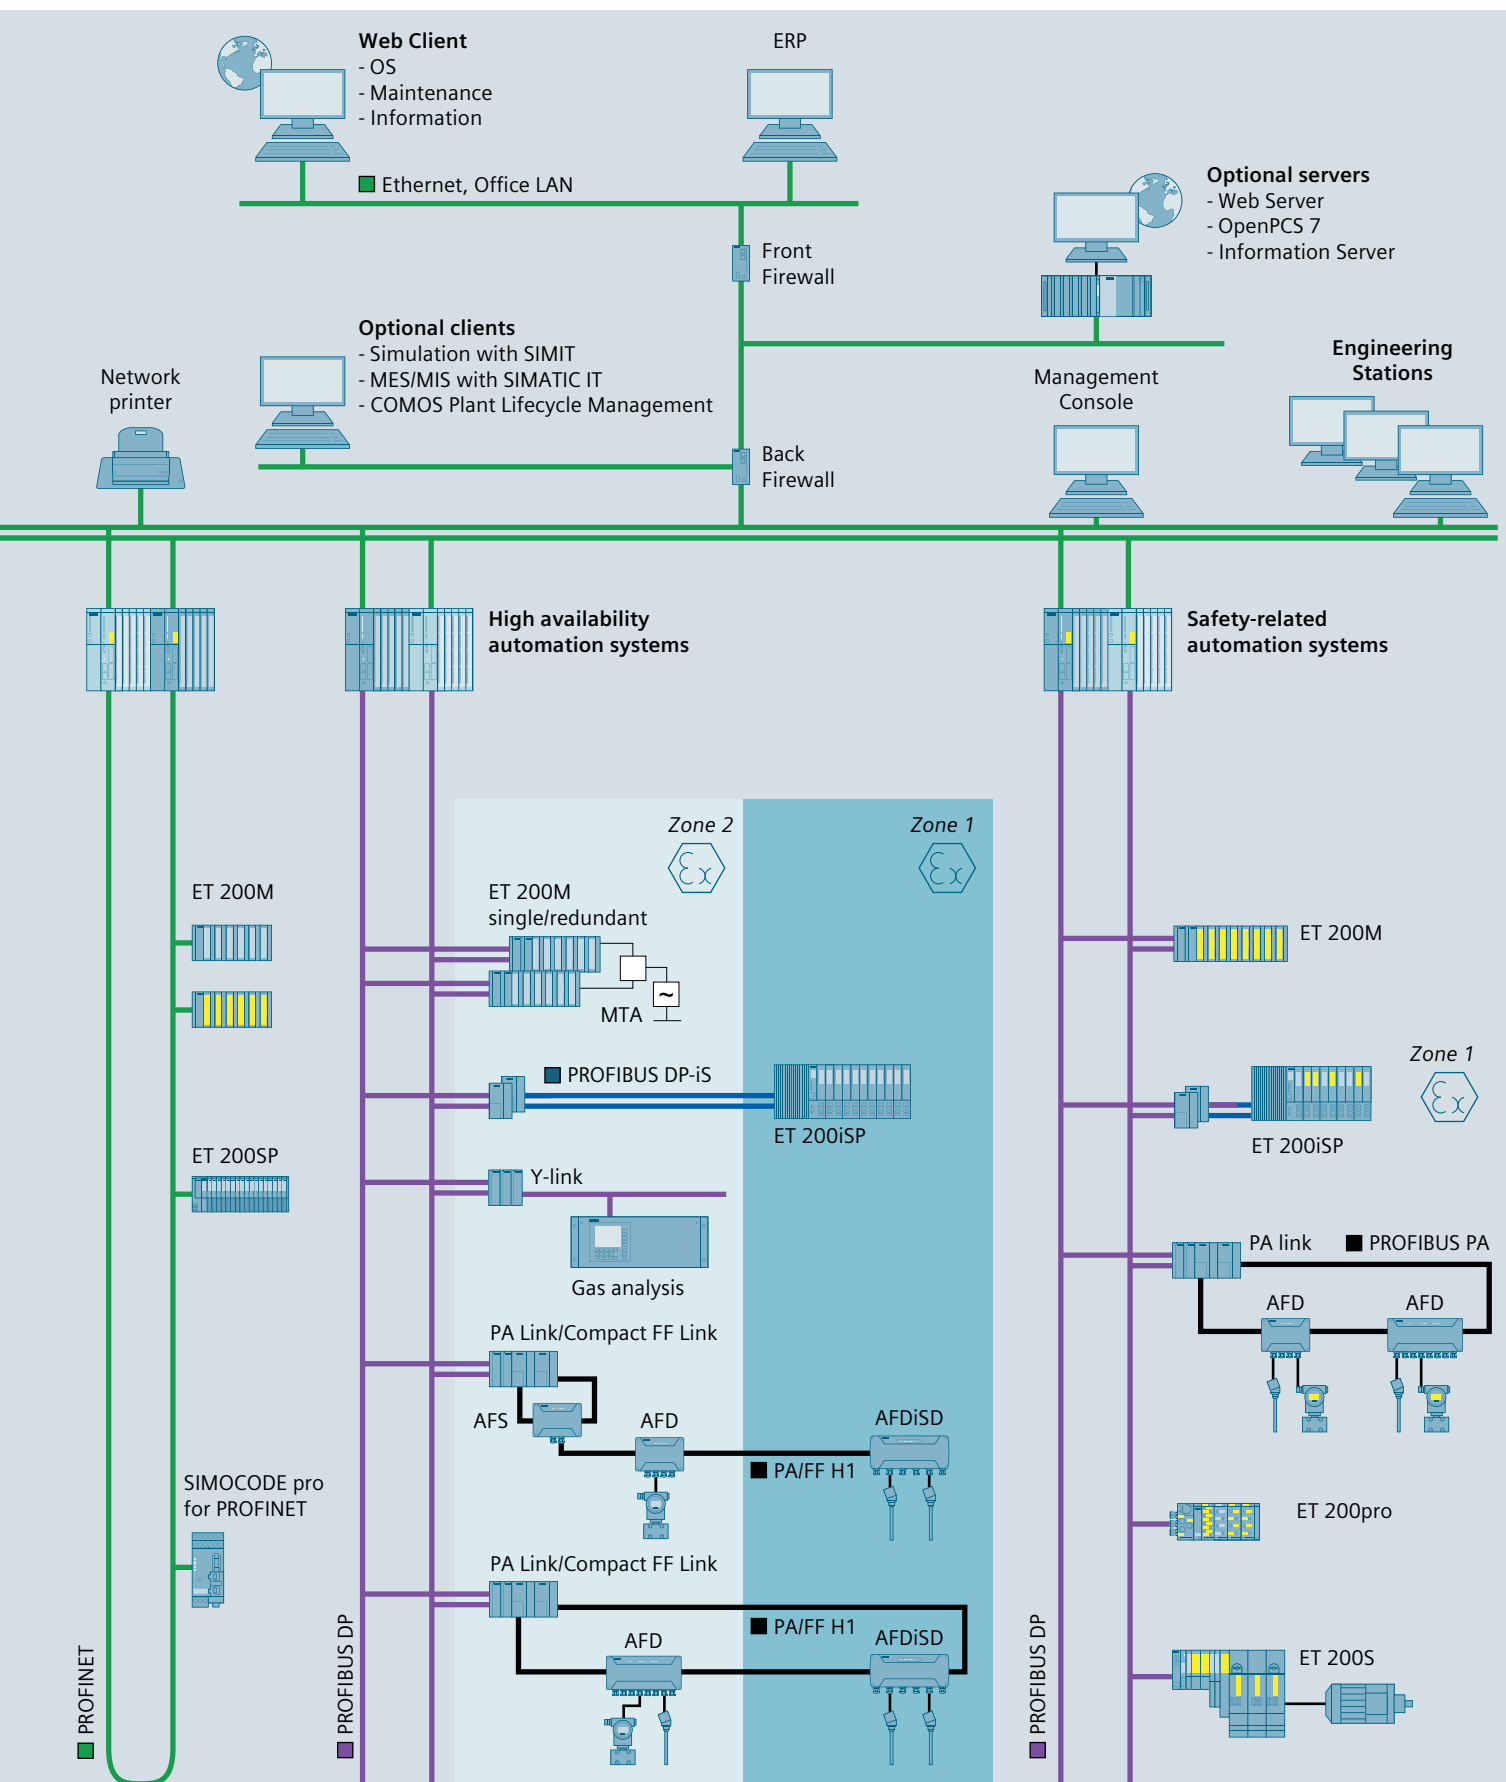 Web Client
- OS
- Maintenance
- Information
ERP
Ethernet, Office LAN
Optional servers
- Web Server
- OpenPCS 7
- Information Server
Front
Firewall
Optional clients
- Simulation with SIMIT
- MES/MIS with SIMATIC IT
- COMOS Plant Lifecycle Management
Network
printer
Back
Firewall
Management
Console
Engineering
Stations
High availability
automation systems
Safety-related
automation systems
Zone 2
Ex
Zone 1
Ex
ET 200M
ET 200M
single/redundant
MTA
~
ET 200M
PROFIBUS DP-iS
ET 200iSP
Zone 1
Ex
ET 200iSP
ET 200SP
Y-link
Gas analysis
PA link
PROFIBUS PA
AFD
AFD
PA Link/Compact FF Link
AFS
AFD
AFDiSD
PA/FF H1
SIMOCODE pro
for PROFINET
ET 200pro
PA Link/Compact FF Link
PA/FF H1
AFD
AFDiSD
ET 200S
PROFINET
PROFIBUS DP
PROFIBUS DP